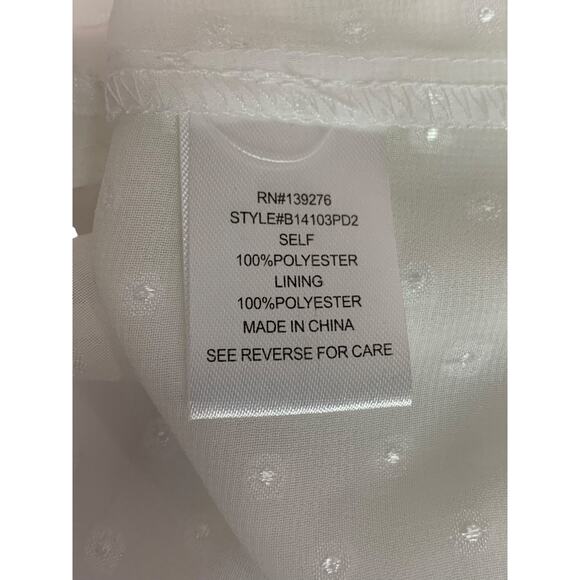 RN#139276
STYLE#B14103PD2
SELF
100%POLYESTER
LINING
100%POLYESTER
MADE IN CHINA
SEE REVERSE FOR CARE